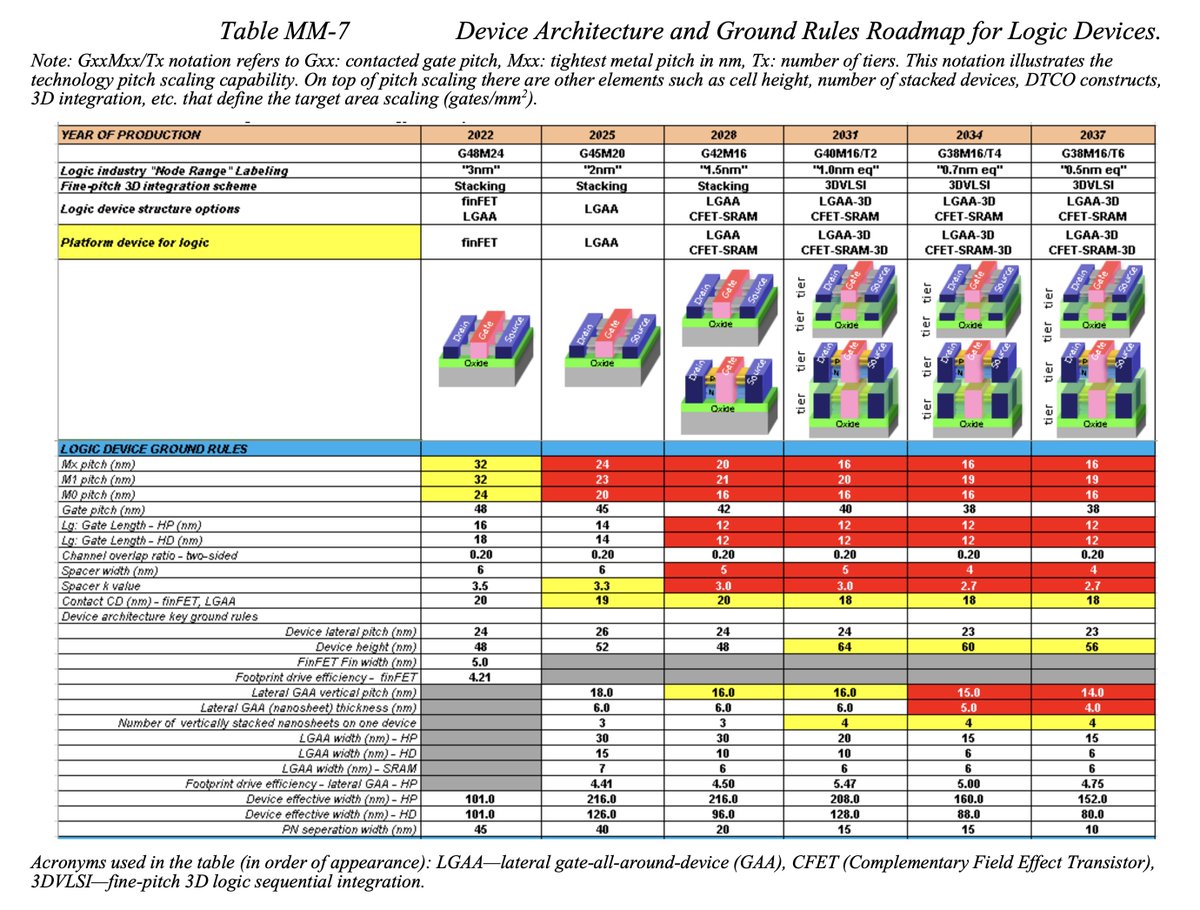 Table MM-7 Device Architecture and Ground Rules Roadmap for Logic Devices.
Note: GxxMxx/Tx notation refers to Gxx: contacted gate pitch, Mxx: tightest metal pitch in nm, Tx: number of tiers. This notation illustrates the
technology pitch scaling capability. On top of pitch scaling there are other elements such as cell height, number of stacked devices, DTCO constructs,
3D integration, etc. that define the target area scaling (gates/mm²).
YEAR OF PRODUCTION 2022 2025 2028 2031 2034 2037
G48M24 G45M20 G42M16 G40M16/T2 G38M16/T4 G38M16/T6
Logic industry "Node Range" Labeling "3nm" "2nm" "1.5nm" "1.0nm eq" "0.7nm eq" "0.5nm eq"
Fine-pitch 3D integration scheme Stacking Stacking Stacking 3DVLSI 3DVLSI 3DVLSI
Logic device structure options finFET LGAA LGAA LGAA CFET-SRAM LGAA-3D CFET-SRAM LGAA-3D CFET-SRAM LGAA-3D CFET-SRAM
Platform device for logic finFET LGAA LGAA CFET-SRAM LGAA-3D CFET-SRAM-3D LGAA-3D CFET-SRAM-3D LGAA-3D CFET-SRAM-3D
Drain Gate Source Oxide
Drain Gate Source Oxide
Drain Gate Source Oxide
Drain Gate Source P N Oxide
tier tier Drain Gate Source Oxide
tier tier Drain Gate Source P N Oxide
tier tier Drain Gate Source Oxide
tier tier Drain Gate Source P N Oxide
tier tier Drain Gate Source Oxide
tier tier Drain Gate Source P N Oxide
LOGIC DEVICE GROUND RULES
Mx pitch (nm) 32 24 20 16 16 16
M1 pitch (nm) 32 23 21 20 19 19
M0 pitch (nm) 24 20 16 16 16 16
Gate pitch (nm) 48 45 42 40 38 38
Lg: Gate Length - HP (nm) 16 14 12 12 12 12
Lg: Gate Length - HD (nm) 18 14 12 12 12 12
Channel overlap ratio - two-sided 0.20 0.20 0.20 0.20 0.20 0.20
Spacer width (nm) 6 6 5 5 4 4
Spacer k value 3.5 3.3 3.0 3.0 2.7 2.7
Contact CD (nm) - finFET, LGAA 20 19 20 18 18 18
Device architecture key ground rules
Device lateral pitch (nm) 24 26 24 24 23 23
Device height (nm) 48 52 48 64 60 56
FinFET Fin width (nm) 5.0
Footprint drive efficiency - finFET 4.21
Lateral GAA vertical pitch (nm) 18.0 16.0 16.0 15.0 14.0
Lateral GAA (nanosheet) thickness (nm) 6.0 6.0 6.0 5.0 4.0
Number of vertically stacked nanosheets on one device 3 3 4 4 4
LGAA width (nm) - HP 30 30 20 15 15
LGAA width (nm) - HD 15 10 10 6 6
LGAA width (nm) - SRAM 7 6 6 6 6
Footprint drive efficiency - lateral GAA - HP 4.41 4.50 5.47 5.00 4.75
Device effective width (nm) - HP 101.0 216.0 216.0 208.0 160.0 152.0
Device effective width (nm) - HD 101.0 126.0 96.0 128.0 88.0 80.0
PN seperation width (nm) 45 40 20 15 15 10
Acronyms used in the table (in order of appearance): LGAA—lateral gate-all-around-device (GAA), CFET (Complementary Field Effect Transistor),
3DVLSI—fine-pitch 3D logic sequential integration.